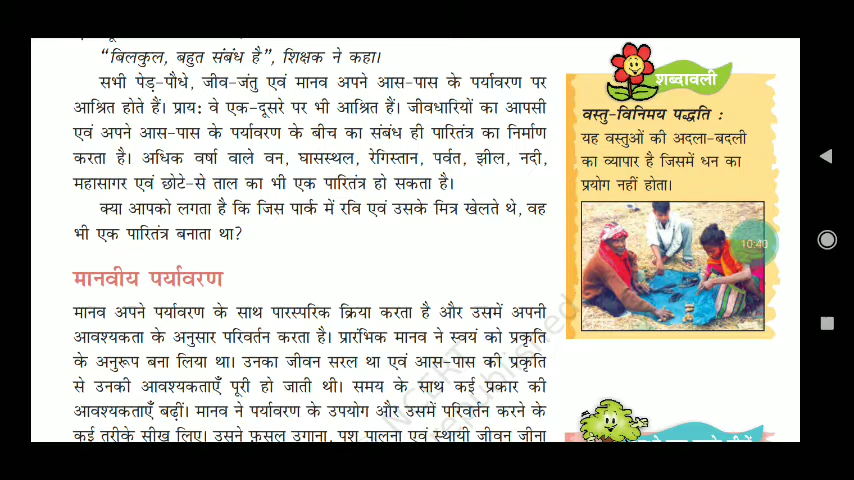 “बिलकुल, बहुत संबंध है”, शिक्षक ने कहा।
सभी पेड़-पौधे, जीव-जंतु एवं मानव अपने आस-पास के पर्यावरण पर
आश्रित होते हैं। प्राय: वे एक-दूसरे पर भी आश्रित हैं। जीवधारियों का आपसी
एवं अपने आस-पास के पर्यावरण के बीच का संबंध ही पारितंत्र का निर्माण
करता है। अधिक वर्षा वाले वन, घासस्थल, रेगिस्तान, पर्वत, झील, नदी,
महासागर एवं छोटे-से ताल का भी एक पारितंत्र हो सकता है।
क्या आपको लगता है कि जिस पार्क में रवि एवं उसके मित्र खेलते थे, वह
भी एक पारितंत्र बनाता था?
मानवीय पर्यावरण
मानव अपने पर्यावरण के साथ पारस्परिक क्रिया करता है और उसमें अपनी
आवश्यकता के अनुसार परिवर्तन करता है। प्रारंभिक मानव ने स्वयं को प्रकृति
के अनुरूप बना लिया था। उनका जीवन सरल था एवं आस-पास की प्रकृति
से उनकी आवश्यकताएँ पूरी हो जाती थी। समय के साथ कई प्रकार की
आवश्यकताएँ बढ़ीं। मानव ने पर्यावरण के उपयोग और उसमें परिवर्तन करने के
कई तरीके सीख लिए। उसने फ़सल उगाना, पशु पालना एवं स्थायी जीवन जीना
शब्दावली
वस्तु-विनिमय पद्धति :
यह वस्तुओं की अदला-बदली
का व्यापार है जिसमें धन का
प्रयोग नहीं होता।
10:40
NCERT
republished